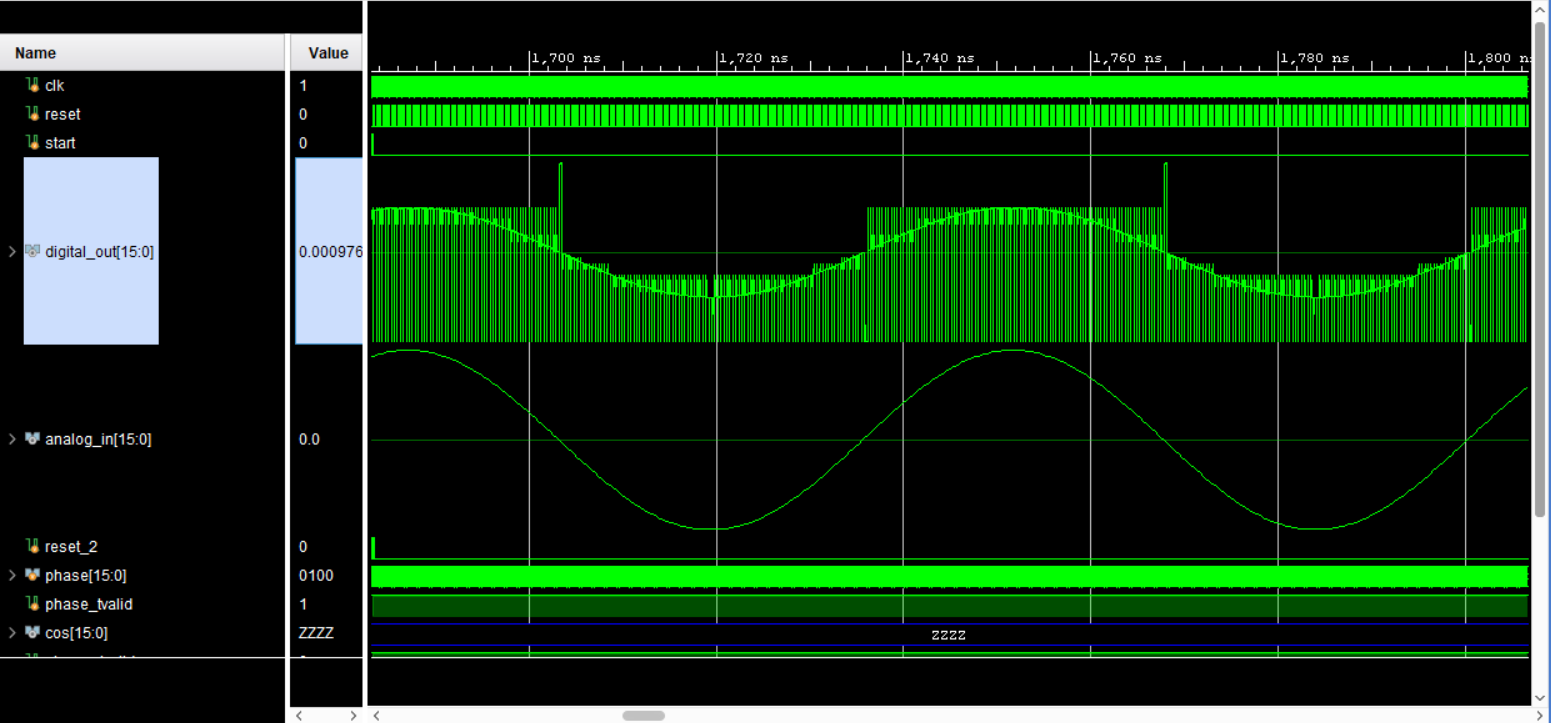 Name Value
1,700 ns 1,720 ns 1,740 ns 1,760 ns 1,780 ns 1,800 n
clk 1
reset 0
start 0
digital_out[15:0] 0.000976
analog_in[15:0] 0.0
reset_2 0
phase[15:0] 0100
phase_tvalid 1
cos[15:0] ZZZZ ZZZZ